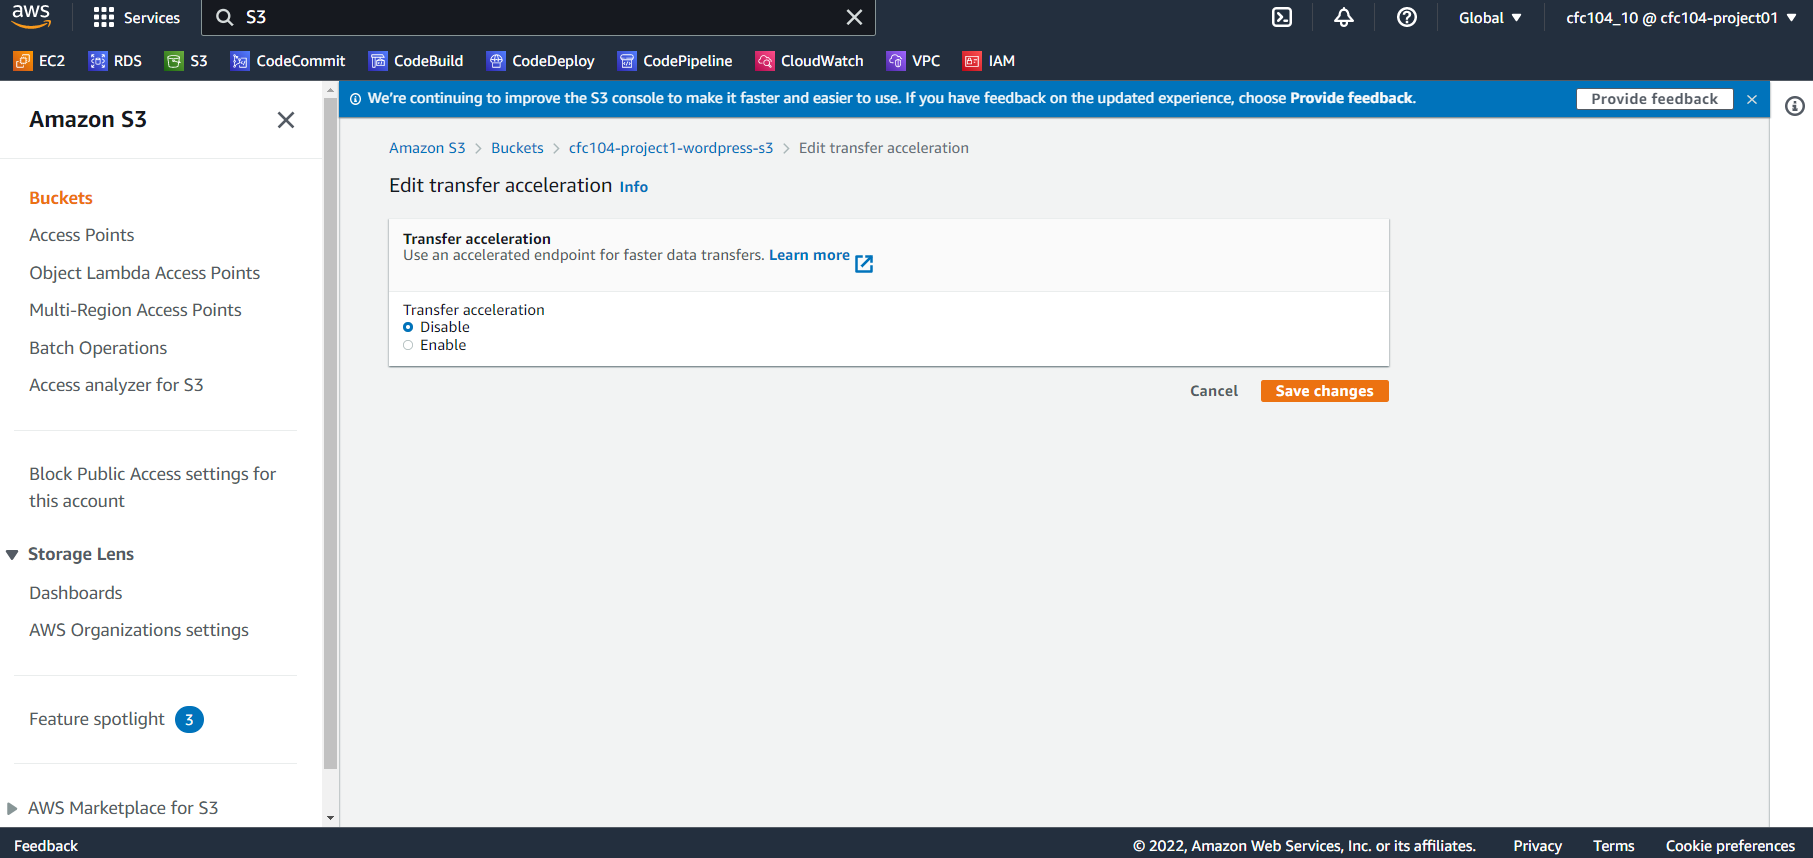 aws
Services
S3
Global
cfc104_10 @ cfc104-project01
EC2
RDS
S3
CodeCommit
CodeBuild
CodeDeploy
CodePipeline
CloudWatch
VPC
IAM
Amazon S3
Buckets
Access Points
Object Lambda Access Points
Multi-Region Access Points
Batch Operations
Access analyzer for S3
Block Public Access settings for
this account
Storage Lens
Dashboards
AWS Organizations settings
Feature spotlight 3
AWS Marketplace for S3
We're continuing to improve the S3 console to make it faster and easier to use. If you have feedback on the updated experience, choose Provide feedback.
Provide feedback
Amazon S3 > Buckets > cfc104-project1-wordpress-s3 > Edit transfer acceleration
Edit transfer acceleration Info
Transfer acceleration
Use an accelerated endpoint for faster data transfers. Learn more
Transfer acceleration
Disable
Enable
Cancel
Save changes
Feedback
© 2022, Amazon Web Services, Inc. or its affiliates.
Privacy
Terms
Cookie preferences